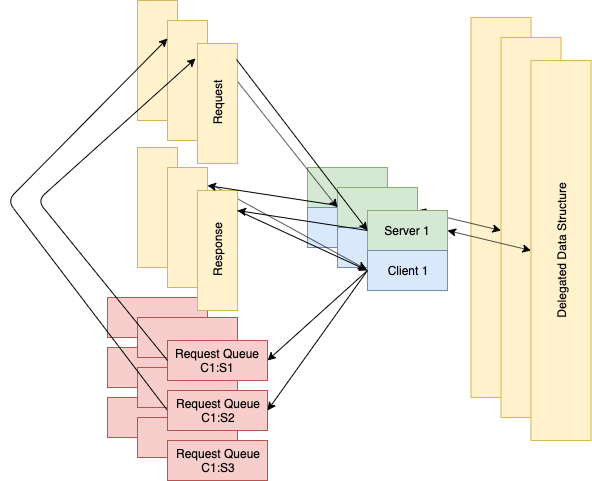 Request
Response
Server 1
Client 1
Delegated Data Structure
Request Queue
C1:S1
Request Queue
C1:S2
Request Queue
C1:S3